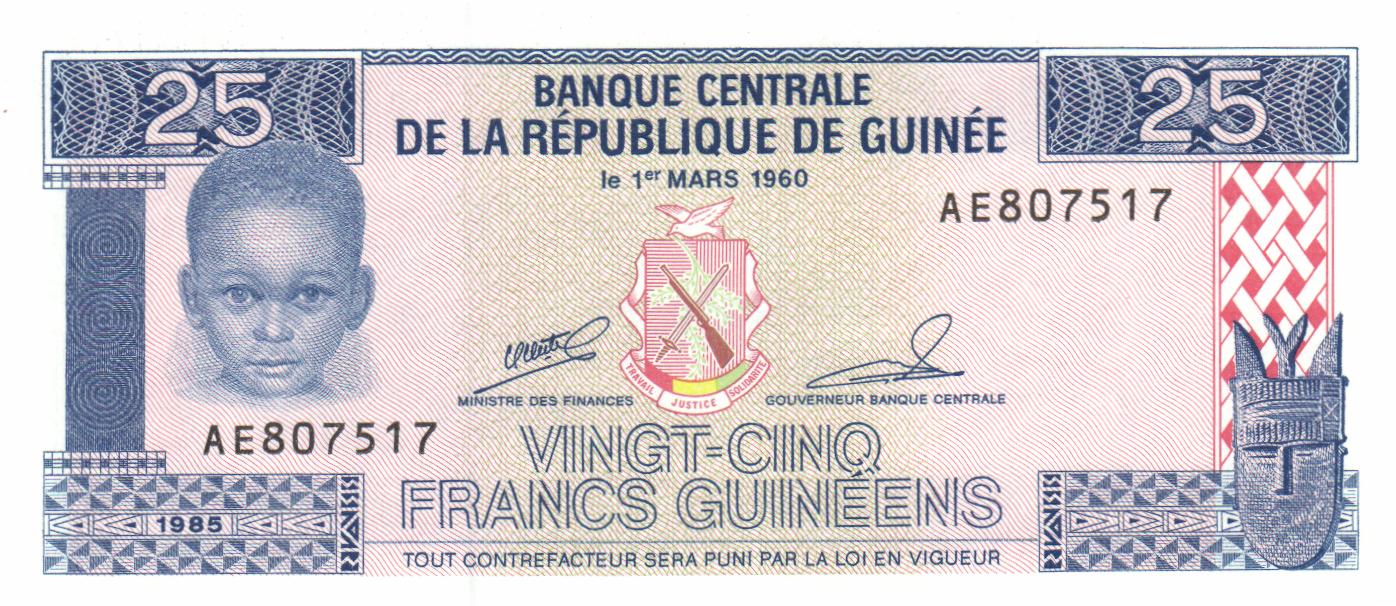 25
25
BANQUE CENTRALE
DE LA RÉPUBLIQUE DE GUINÉE
le 1er MARS 1960
AE807517
TRAVAIL JUSTICE SOLIDARITÉ
MINISTRE DES FINANCES
GOUVERNEUR BANQUE CENTRALE
AE807517
VINGT-CINQ
FRANCS GUINÉENS
1985
TOUT CONTREFACTEUR SERA PUNI PAR LA LOI EN VIGUEUR